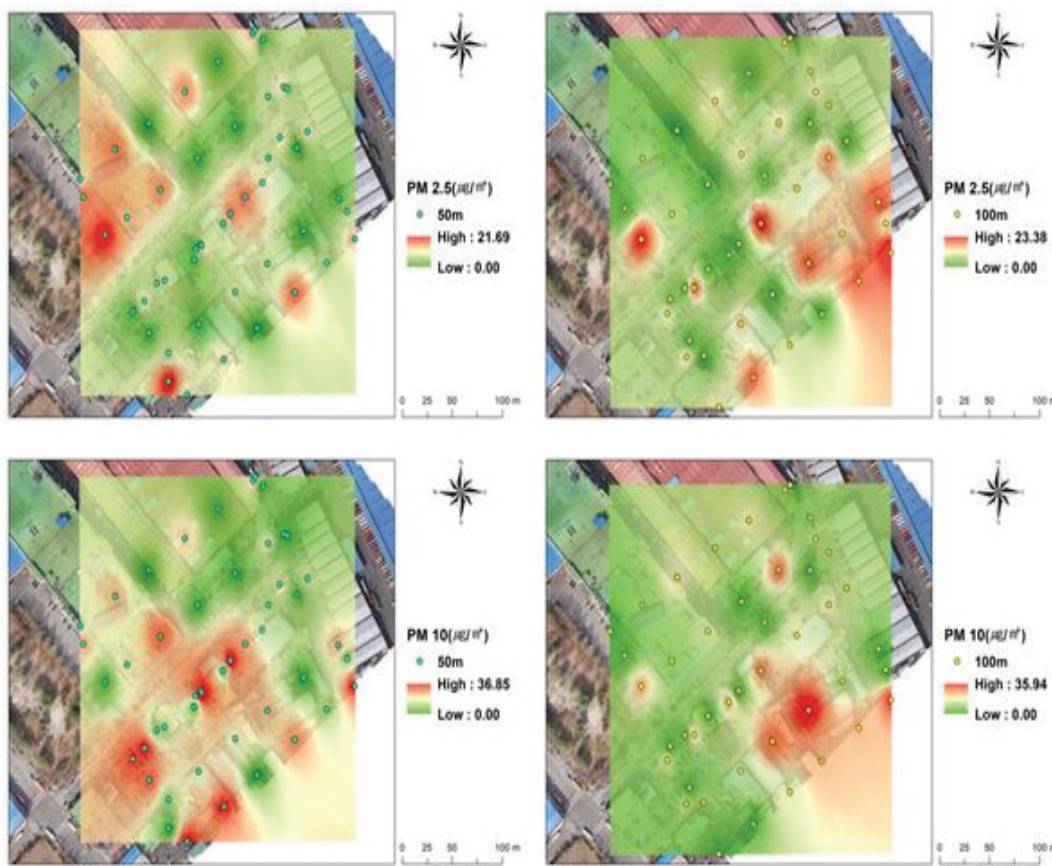 PM 2.5(㎍/㎥)
50m
High : 21.69
Low : 0.00
0 25 50 100 m
PM 2.5(㎍/㎥)
100m
High : 23.38
Low : 0.00
0 25 50 100 m
PM 10(㎍/㎥)
50m
High : 36.85
Low : 0.00
0 25 50 100 m
PM 10(㎍/㎥)
100m
High : 35.94
Low : 0.00
0 25 50 100 m